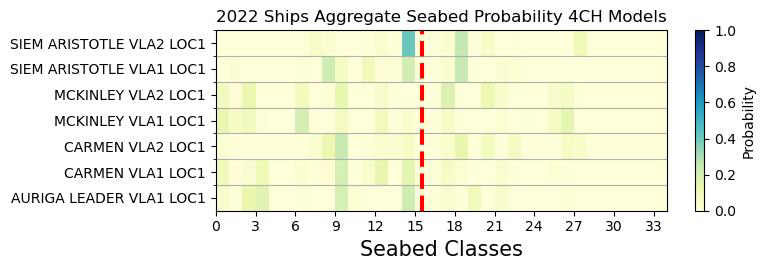 2022 Ships Aggregate Seabed Probability 4CH Models
SIEM ARISTOTLE VLA2 LOC1
SIEM ARISTOTLE VLA1 LOC1
MCKINLEY VLA2 LOC1
MCKINLEY VLA1 LOC1
CARMEN VLA2 LOC1
CARMEN VLA1 LOC1
AURIGA LEADER VLA1 LOC1
0 3 6 9 12 15 18 21 24 27 30 33
Seabed Classes
1.0
0.8
0.6
0.4
0.2
0.0
Probability